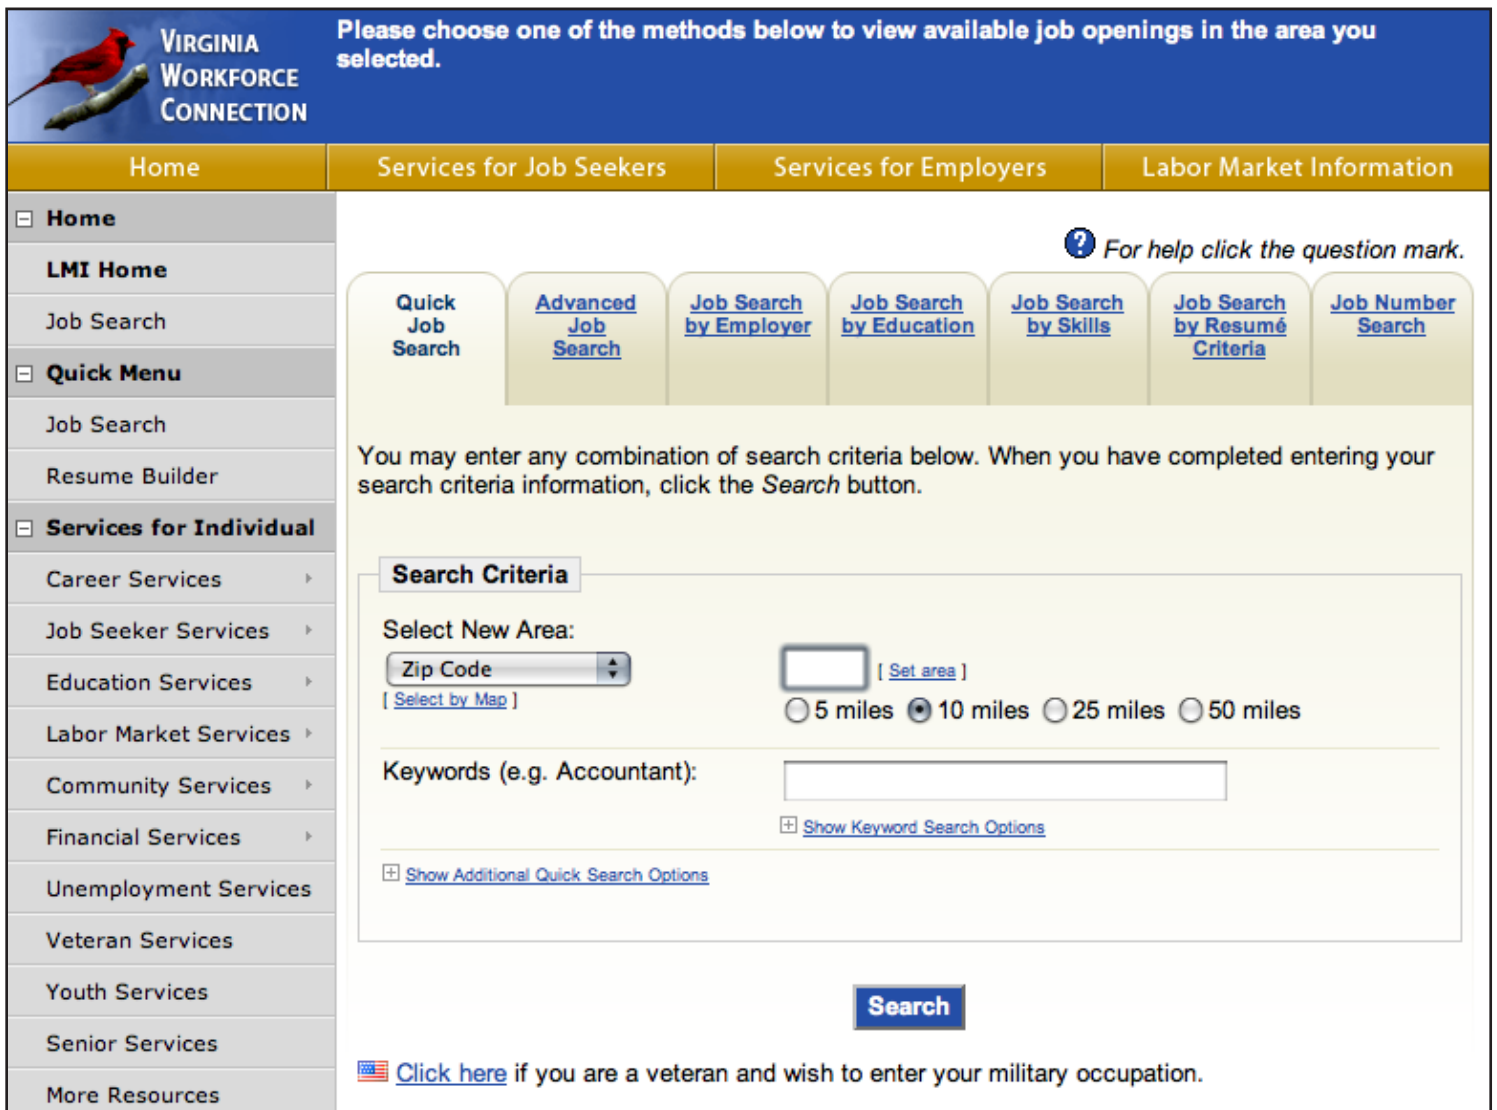 VIRGINIA
WORKFORCE
CONNECTION
Please choose one of the methods below to view available job openings in the area you
selected.
Home
Services for Job Seekers
Services for Employers
Labor Market Information
Home
LMI Home
Job Search
Quick Menu
Job Search
Resume Builder
Services for Individual
Career Services
Job Seeker Services
Education Services
Labor Market Services
Community Services
Financial Services
Unemployment Services
Veteran Services
Youth Services
Senior Services
More Resources
? For help click the question mark.
Quick
Job
Search
Advanced
Job
Search
Job Search
by Employer
Job Search
by Education
Job Search
by Skills
Job Search
by Resumé
Criteria
Job Number
Search
You may enter any combination of search criteria below. When you have completed entering your
search criteria information, click the Search button.
Search Criteria
Select New Area:
Zip Code
[ Select by Map ]
[ Set area ]
5 miles 10 miles 25 miles 50 miles
Keywords (e.g. Accountant):
Show Keyword Search Options
Show Additional Quick Search Options
Search
Click here if you are a veteran and wish to enter your military occupation.